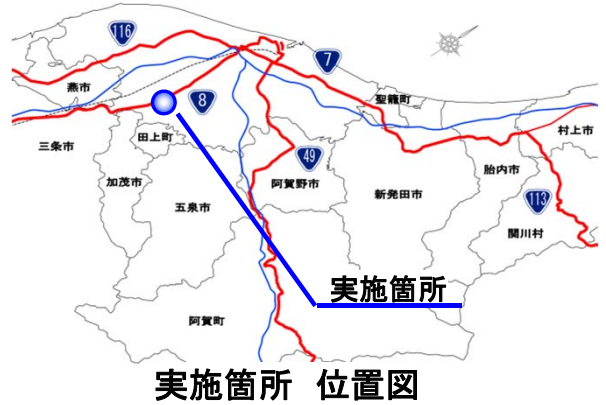 116
7
燕市
8
聖籠町
三条市
田上町
村上市
49
加茂市
阿賀野市
胎内市
五泉市
新発田市
113
関川村
実施箇所
阿賀町
実施箇所 位置図